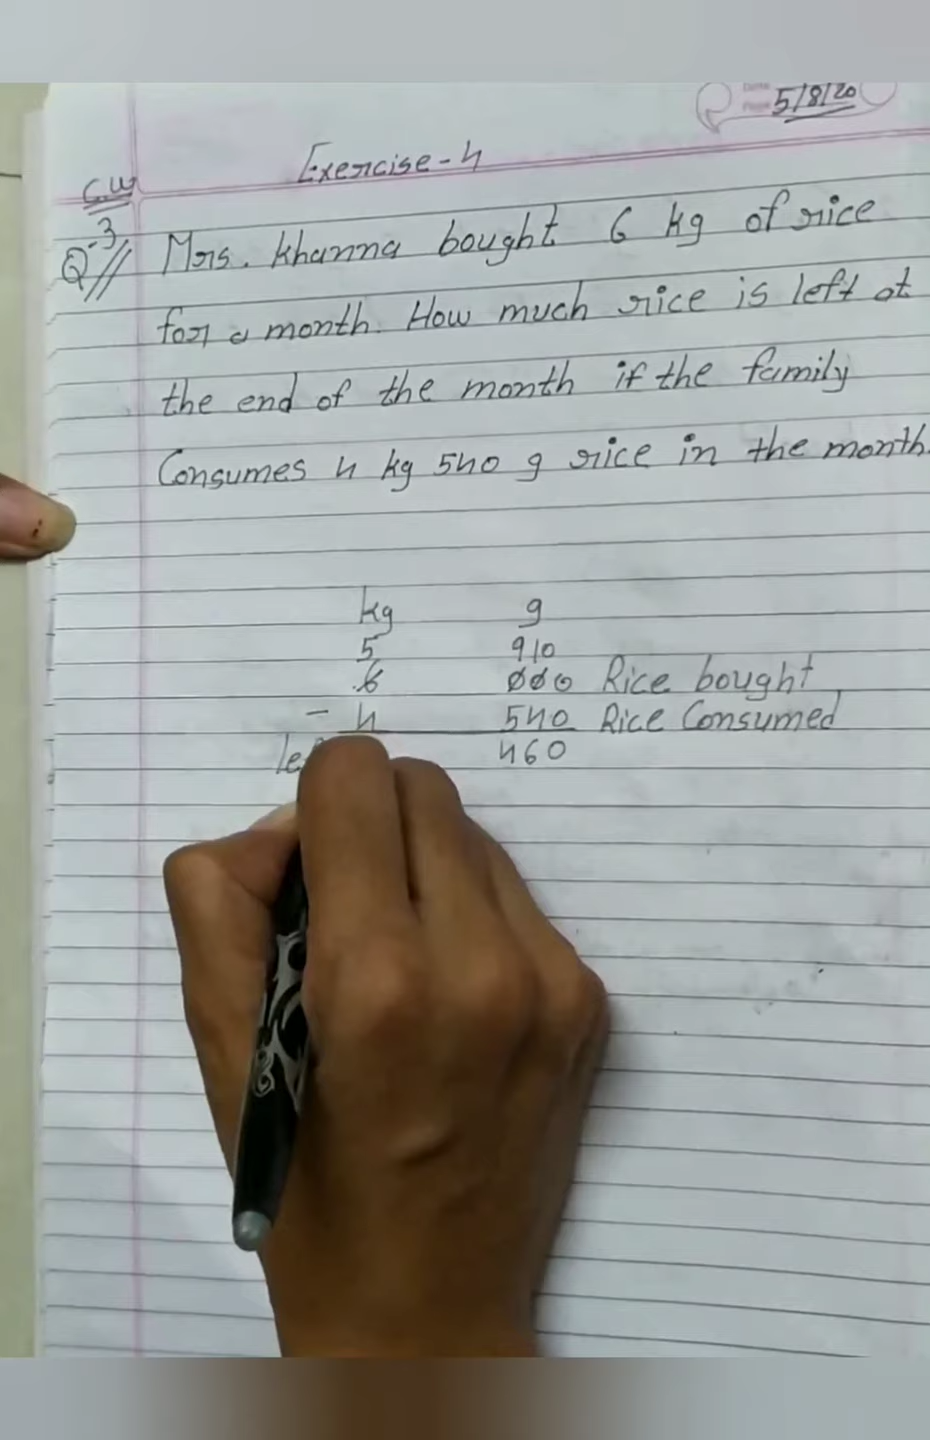 Date
Page 5/8/20
Exercise-4
C.W
Q-3// Mrs. Khanna bought 6 kg of rice
for a month. How much rice is left at
the end of the month if the family
Consumes 4 kg 540 g rice in the month.
kg g
5 910
6 000 Rice bought
- 4 540 Rice Consumed
460